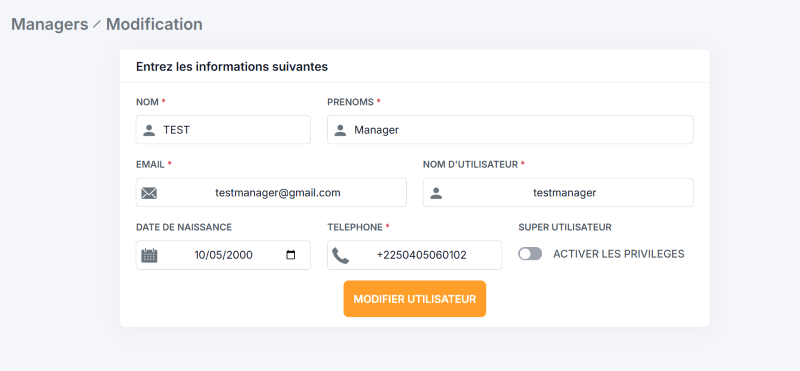 Managers / Modification
Entrez les informations suivantes
NOM * PRENOMS *
TEST Manager
EMAIL * NOM D'UTILISATEUR *
testmanager@gmail.com testmanager
DATE DE NAISSANCE TELEPHONE * SUPER UTILISATEUR
10/05/2000 +2250405060102 ACTIVER LES PRIVILEGES
MODIFIER UTILISATEUR